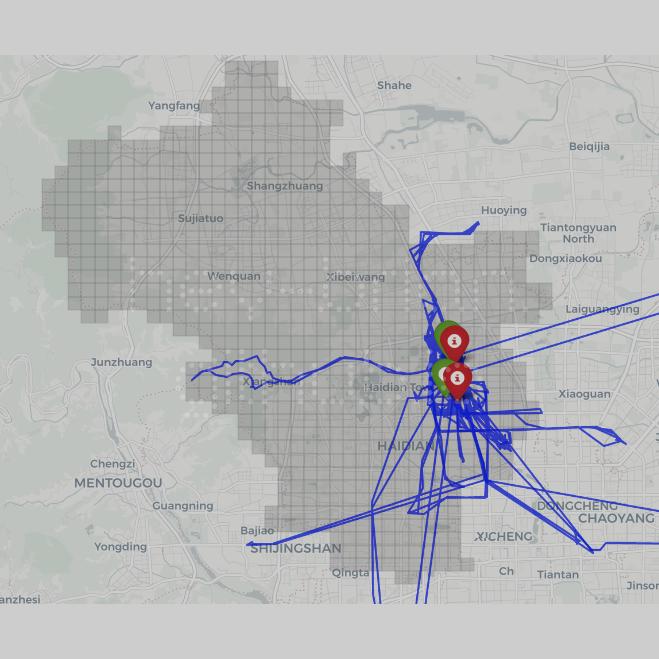 Shahe
Yangfang
Beiqijia
Shangzhuang
Huoying
Sujiatuo
Tiantongyuan
North
Dongxiaokou
Wenquan
Xibeiwang
Laiguangying
Junzhuang
Xiangshan
Haidian
Xiaoguan
HAIDIAN
Chengzi
MENTOUGOU
Guangning
DONGCHENG
CHAOYANG
Bajiao
XICHENG
Yongding
SHIJINGSHAN
Qingta
Ch
Tiantan
Jinsor
anzhesi